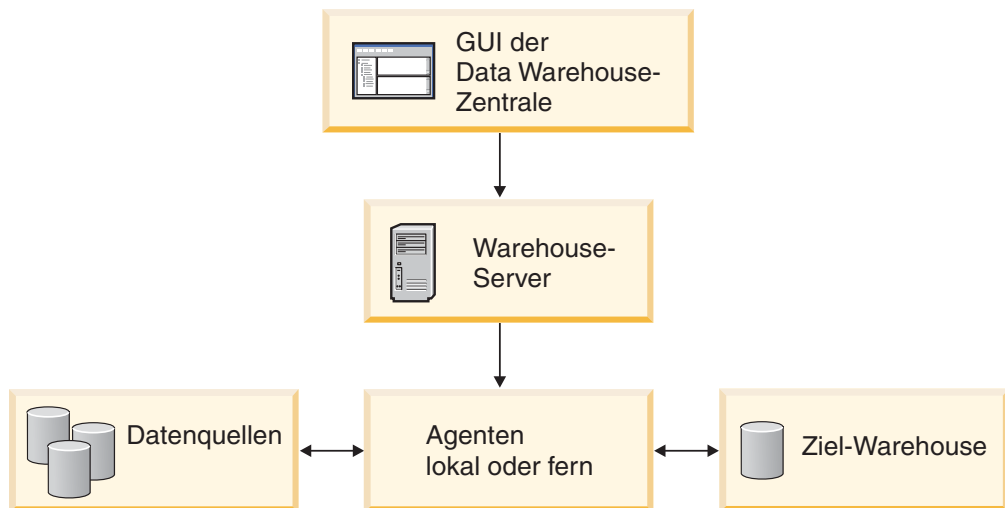 GUI der
Data Warehouse-
Zentrale
Warehouse-
Server
Datenquellen
Agenten
lokal oder fern
Ziel-Warehouse